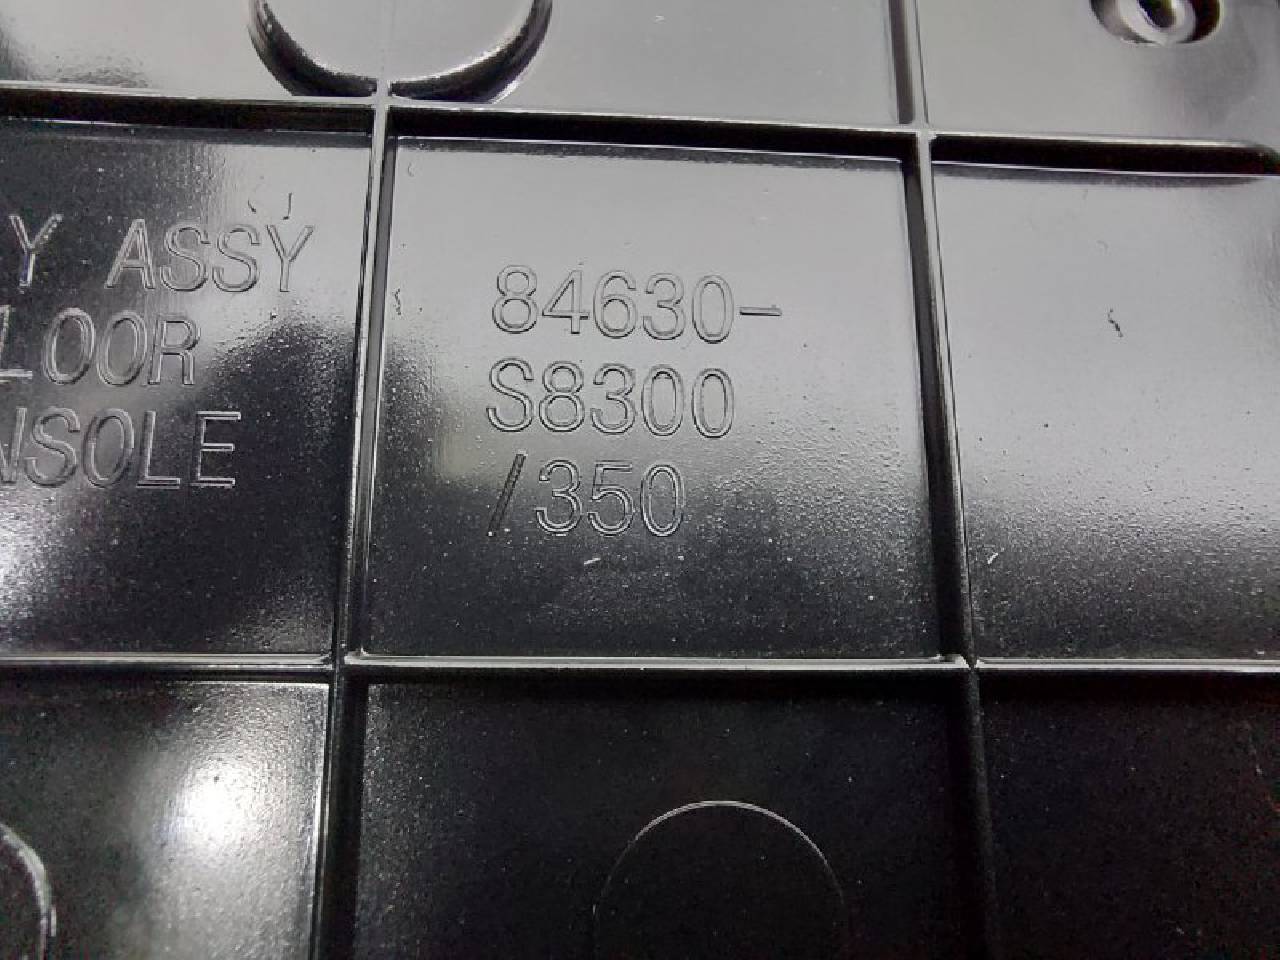 Y ASSY
LOOR
NSOLE
84630-
S8300
/350